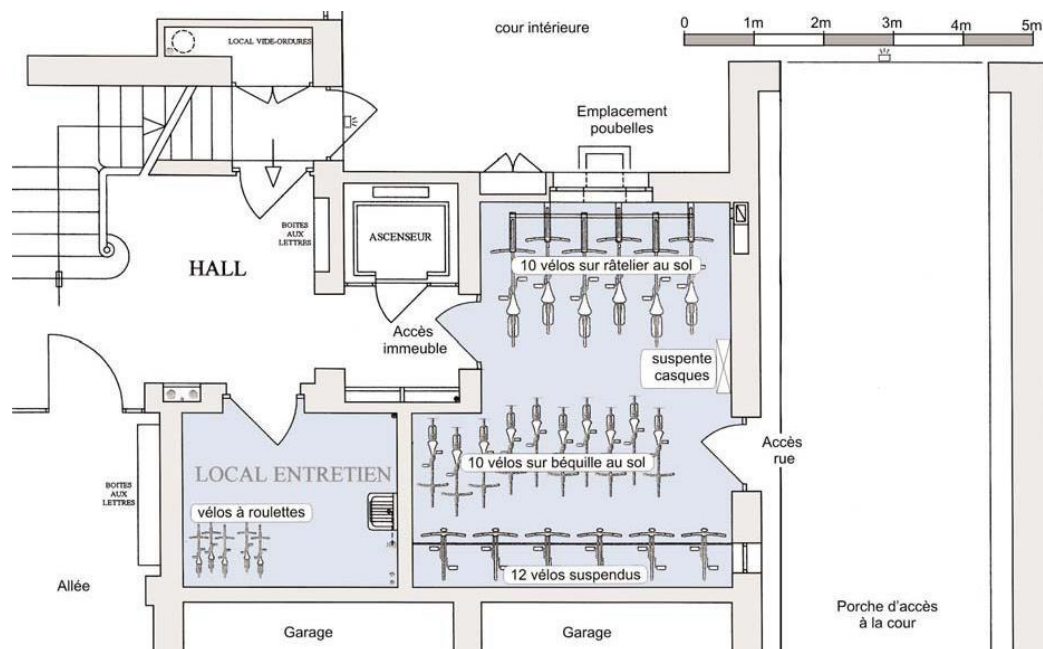 cour intérieure
0 1m 2m 3m 4m 5m
LOCAL VIDE-ORDURES
Emplacement
poubelles
BOITES
AUX
LETTRES
ASCENSEUR
HALL
10 vélos sur râtelier au sol
Accès
immeuble
suspente
casques
Accès
rue
10 vélos sur béquille au sol
LOCAL ENTRETIEN
BOITES
AUX
LETTRES
vélos à roulettes
12 vélos suspendus
Allée
Garage
Garage
Porche d'accès
à la cour